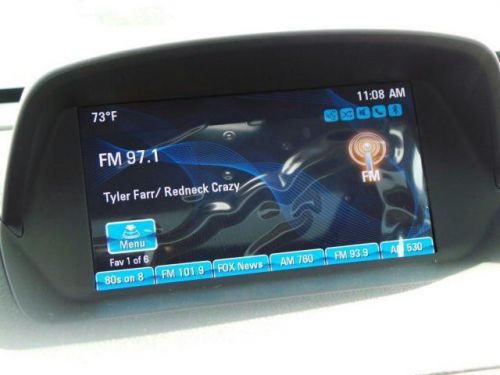 73°F
11:08 AM
FM 97.1
FM
Tyler Farr/ Redneck Crazy
Menu
Fav 1 of 6
80s on 8
FM 101.9
FOX News
AM 760
FM 93.9
AM 530